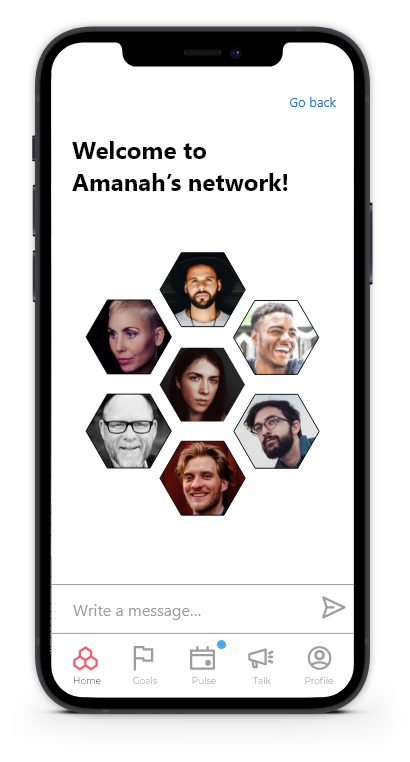 Go back
Welcome to
Amanah’s network!
Write a message...
Home Goals Pulse Talk Profile